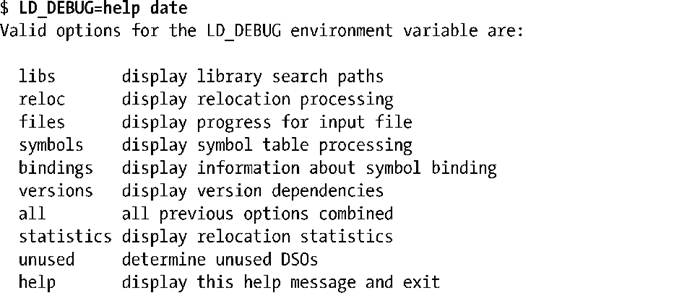 $ LD_DEBUG=help date
Valid options for the LD_DEBUG environment variable are:
libs display library search paths
reloc display relocation processing
files display progress for input file
symbols display symbol table processing
bindings display information about symbol binding
versions display version dependencies
all all previous options combined
statistics display relocation statistics
unused determine unused DSOs
help display this help message and exit